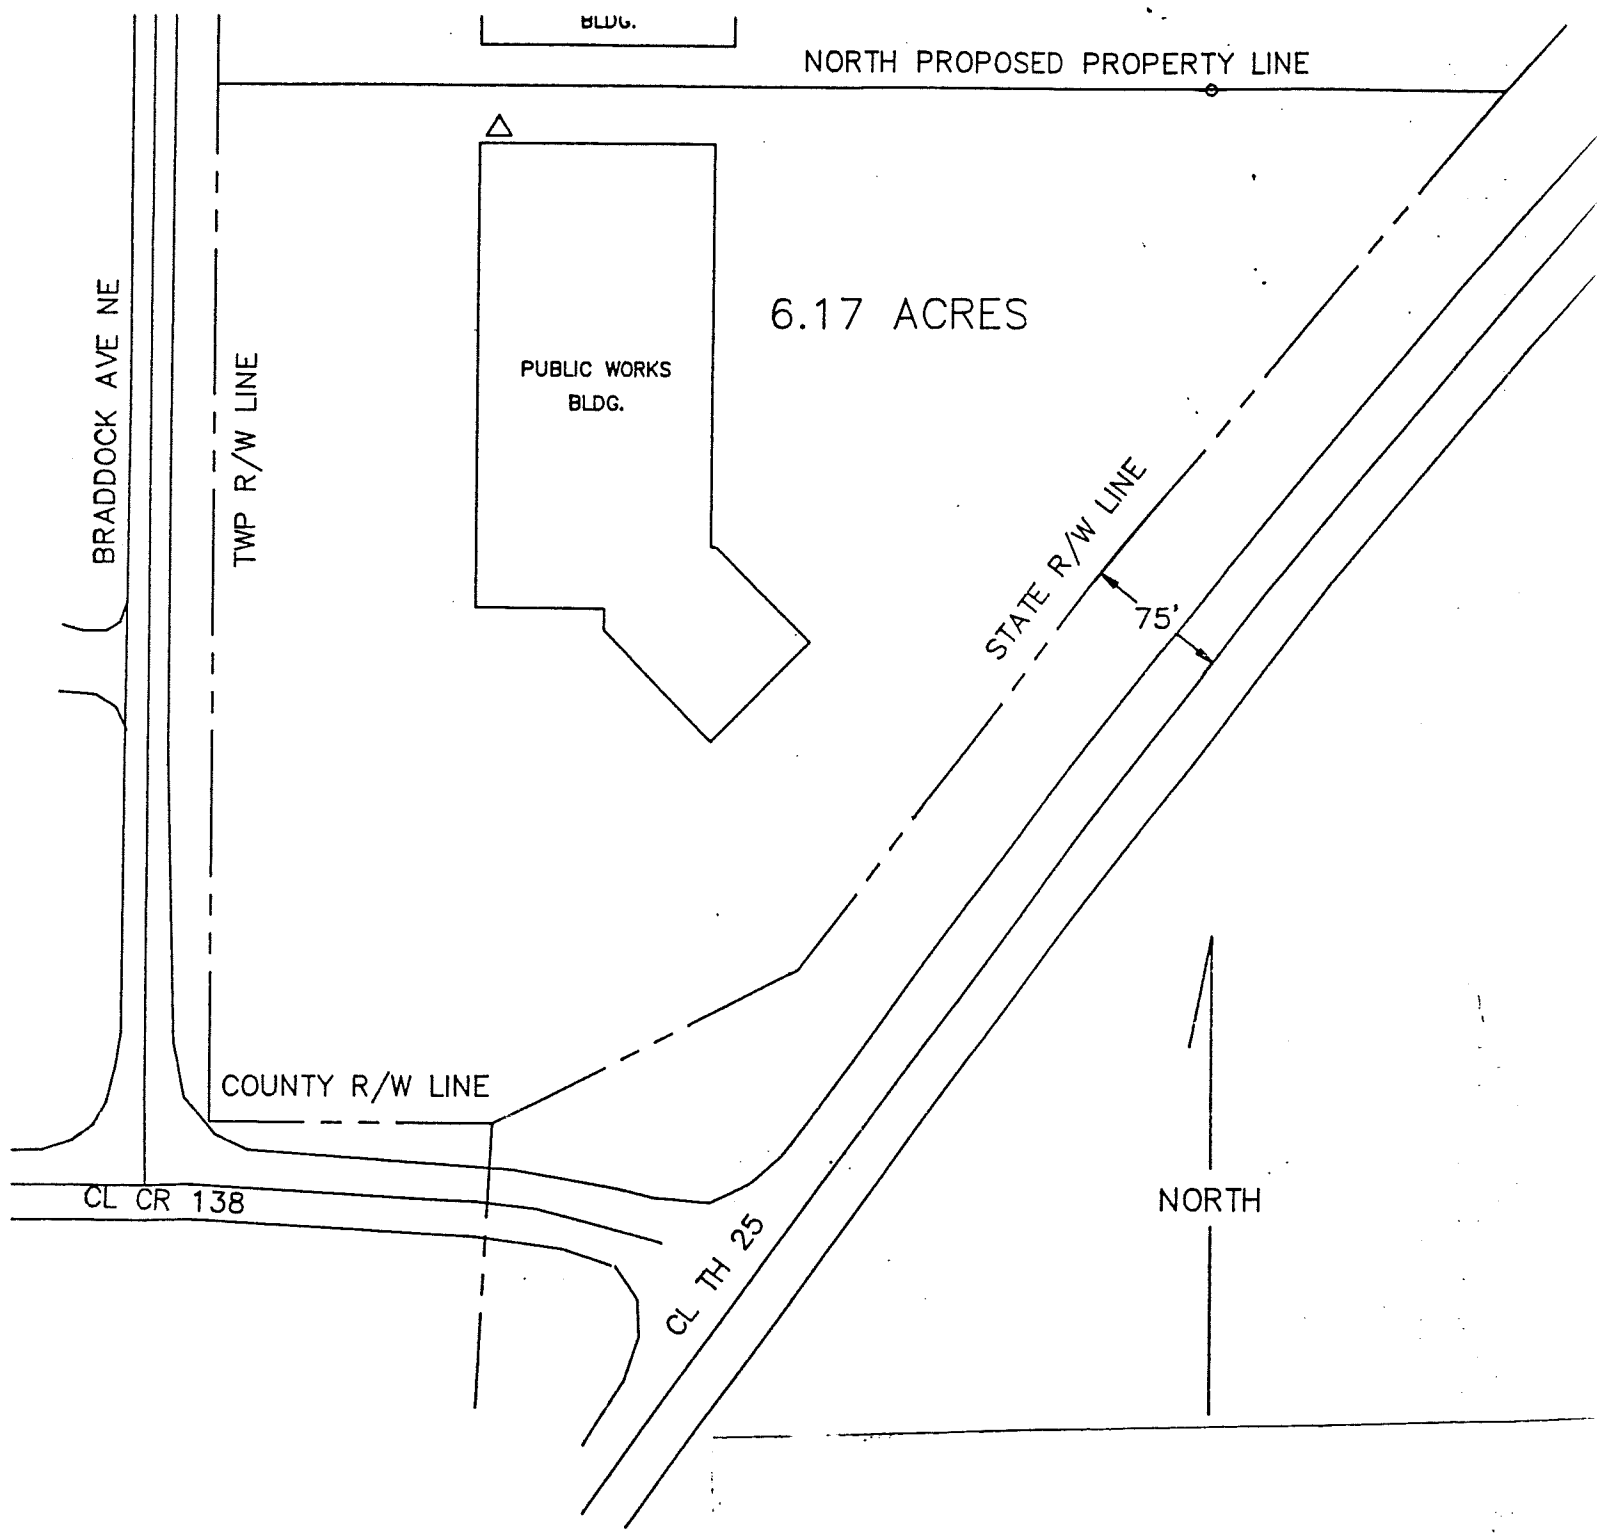 BLDG.
NORTH PROPOSED PROPERTY LINE
6.17 ACRES
BRADDOCK AVE NE
TWP R/W LINE
PUBLIC WORKS
BLDG.
STATE R/W LINE
75'
COUNTY R/W LINE
CL CR 138
CL TH 25
NORTH